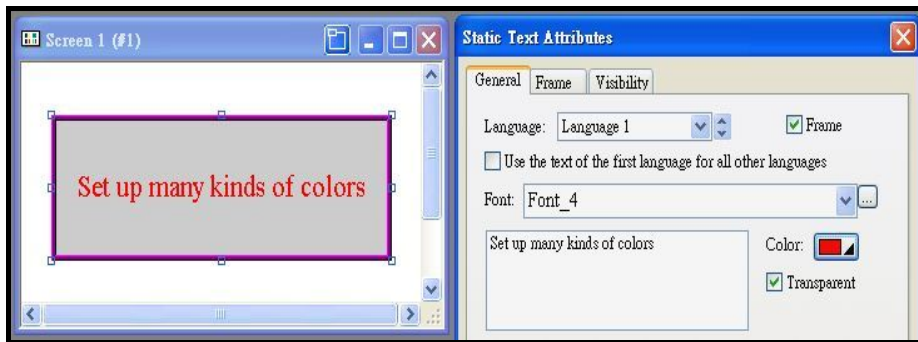 Screen 1 (#1)
Set up many kinds of colors
Static Text Attributes
General Frame Visibility
Language: Language 1 Frame
Use the text of the first language for all other languages
Font: Font_4 ...
Set up many kinds of colors Color:
Transparent